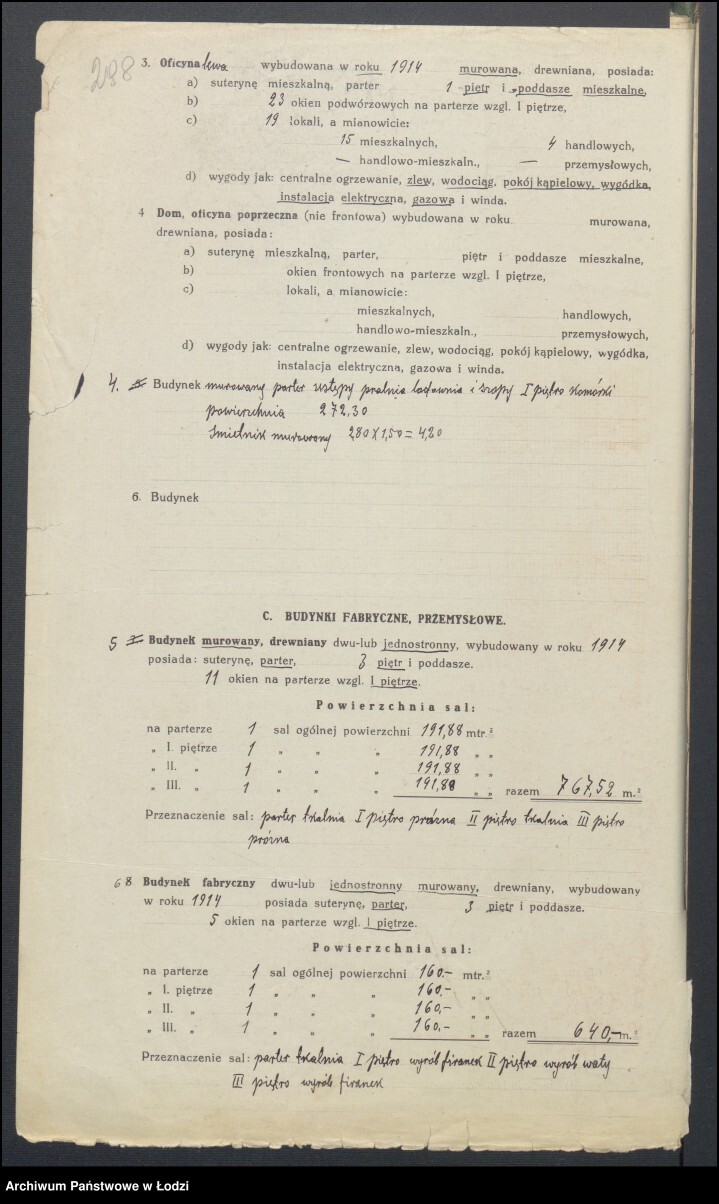 298
3. Oficyna lewa wybudowana w roku 1914 murowana, drewniana, posiada:
a) suterynę mieszkalną, parter 1 piętr i poddasze mieszkalne,
b) 23 okien podwórzowych na parterze wzgl. I piętrze,
c) 19 lokali, a mianowicie:
15 mieszkalnych, 4 handlowych,
— handlowo-mieszkaln., — przemysłowych,
d) wygody jak: centralne ogrzewanie, zlew, wodociąg, pokój kąpielowy, wygódka,
instalacja elektryczna, gazowa i winda.
4 Dom, oficyna poprzeczna (nie frontowa) wybudowana w roku murowana,
drewniana, posiada:
a) suterynę mieszkalną, parter, piętr i poddasze mieszkalne,
b) okien frontowych na parterze wzgl. I piętrze,
c) lokali, a mianowicie:
mieszkalnych, handlowych,
handlowo-mieszkaln., przemysłowych,
d) wygody jak: centralne ogrzewanie, zlew, wodociąg, pokój kąpielowy, wygódka,
instalacja elektryczna, gazowa i winda.
4. Budynek murowany parter ustępy pralnia ładownia i szopy I piętro komórki
powierzchnia 272,30
Śmietnik murowany 280 X 1,50 = 4,20
6. Budynek
C. BUDYNKI FABRYCZNE, PRZEMYSŁOWE.
5 Budynek murowany, drewniany dwu-lub jednostronny, wybudowany w roku 1914
posiada: suterynę, parter, 3 piętr i poddasze.
11 okien na parterze wzgl. I piętrze.
Powierzchnia sal:
na parterze 1 sal ogólnej powierzchni 191,88 mtr.²
„ I. piętrze 1 „ „ „ 191,88 „ „
„ II. „ 1 „ „ „ 191,88 „ „
„ III. „ 1 „ „ „ 191,88 „ „ razem 767,52 m.²
Przeznaczenie sal: parter tkalnia I piętro próżna II piętro tkalnia III piętro
próżna
6 8 Budynek fabryczny dwu-lub jednostronny murowany, drewniany, wybudowany
w roku 1914 posiada suterynę, parter, 3 piętr i poddasze.
5 okien na parterze wzgl. I piętrze.
Powierzchnia sal:
na parterze 1 sal ogólnej powierzchni 160.- mtr.²
„ I. piętrze 1 „ „ „ 160,- „ „
„ II. „ 1 „ „ „ 160,- „ „
„ III. „ 1 „ „ „ 160.- „ „ razem 640,- m.²
Przeznaczenie sal: parter tkalnia I piętro wyrób firanek II piętro wyrób waty
III piętro wyrób firanek
Archiwum Państwowe w Łodzi